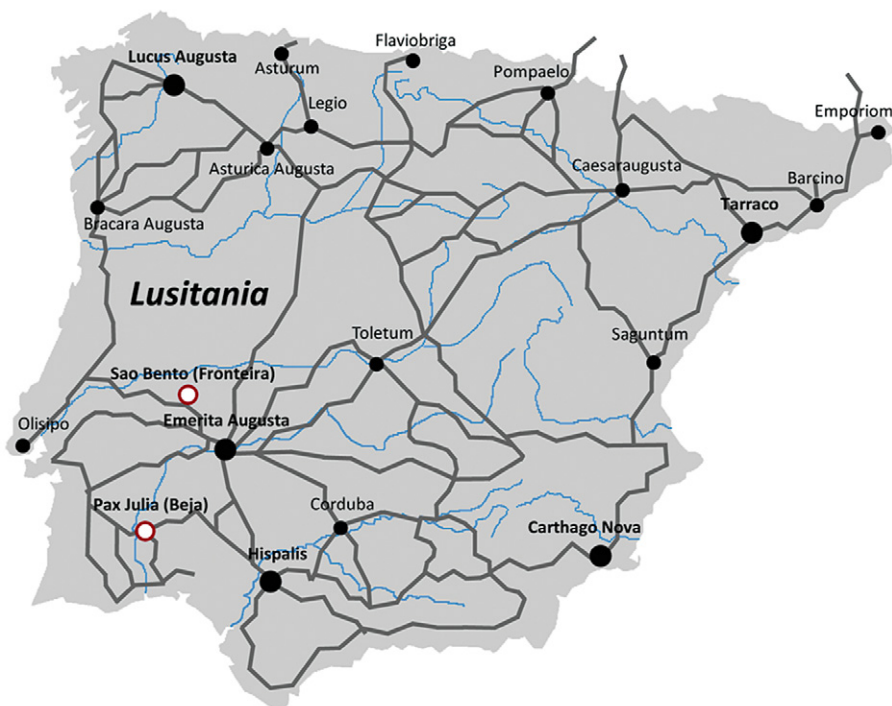 Flaviobriga
Lucus Augusta
Asturum
Pompaelo
Legio
Emporiom
Asturica Augusta
Caesaraugusta
Barcino
Tarraco
Bracara Augusta
Lusitania
Toletum
Saguntum
Sao Bento (Fronteira)
Olisipo
Emerita Augusta
Pax Julia (Beja)
Corduba
Carthago Nova
Hispalis